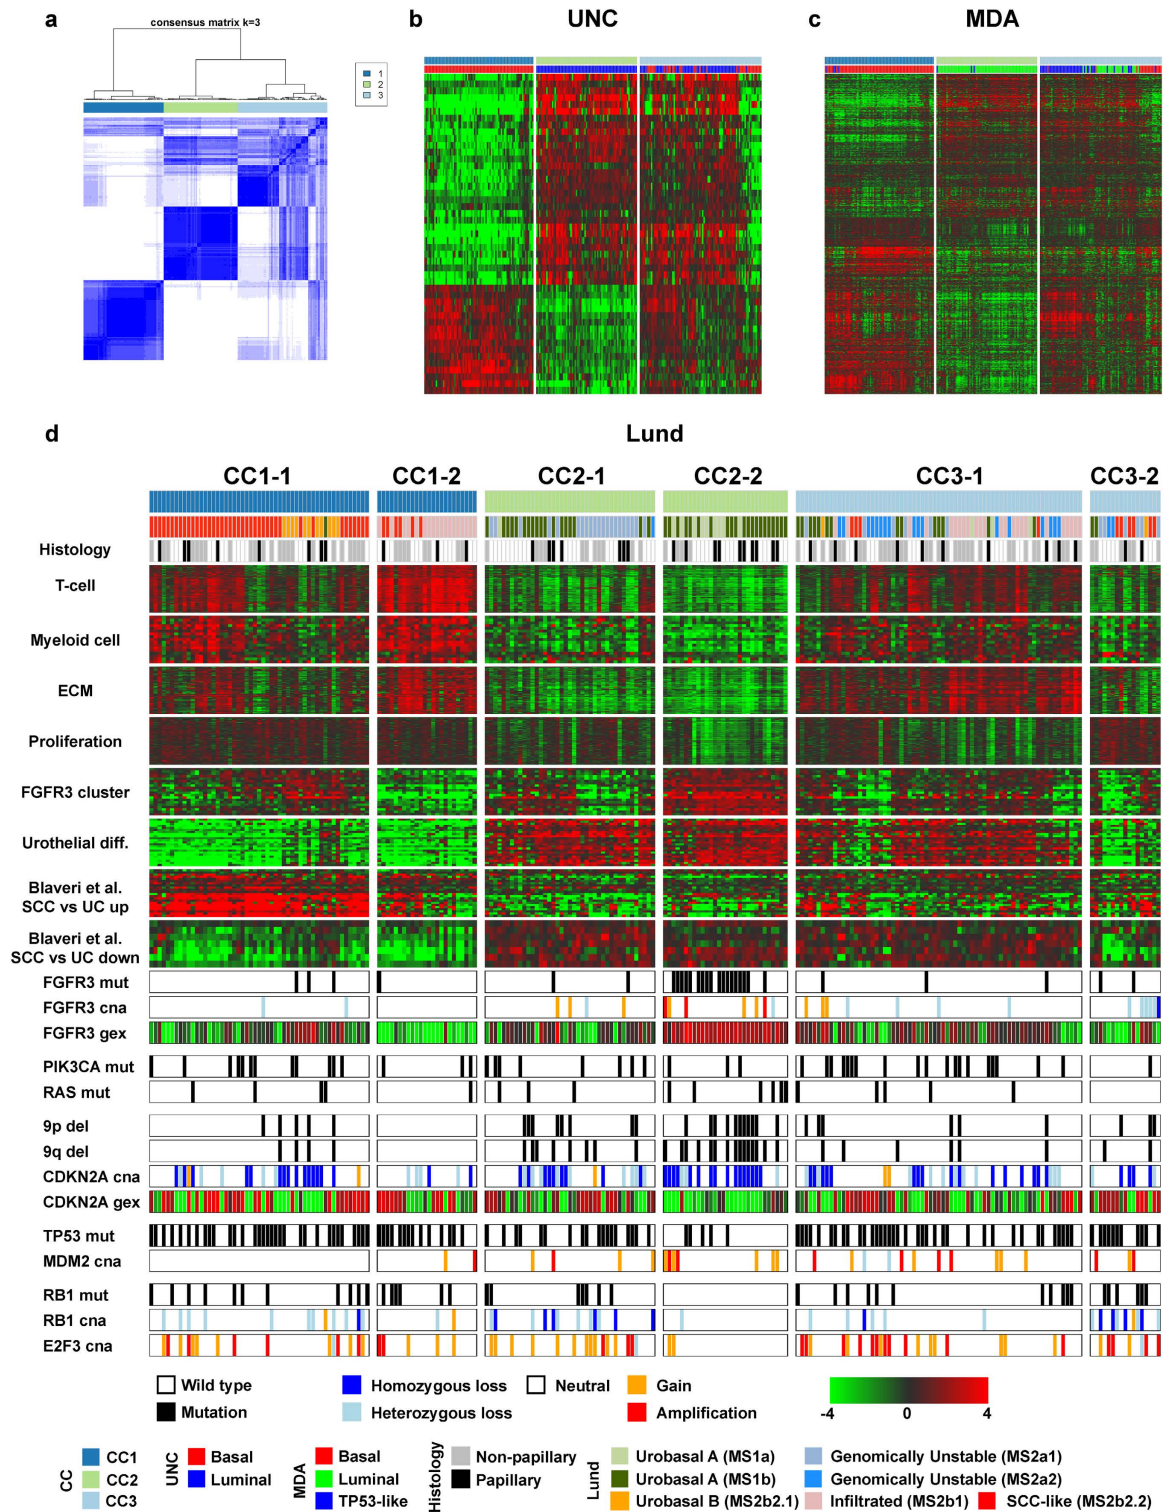 a
consensus matrix k=3
1
2
3
b
UNC
c
MDA
d
Lund
CC1-1
CC1-2
CC2-1
CC2-2
CC3-1
CC3-2
Histology
T-cell
Myeloid cell
ECM
Proliferation
FGFR3 cluster
Urothelial diff.
Blaveri et al.
SCC vs UC up
Blaveri et al.
SCC vs UC down
FGFR3 mut
FGFR3 cna
FGFR3 gex
PIK3CA mut
RAS mut
9p del
9q del
CDKN2A cna
CDKN2A gex
TP53 mut
MDM2 cna
RB1 mut
RB1 cna
E2F3 cna
Wild type
Mutation
Homozygous loss
Heterozygous loss
Neutral
Gain
Amplification
-4 0 4
CC
CC1
CC2
CC3
UNC
Basal
Luminal
MDA
Basal
Luminal
TP53-like
Histology
Non-papillary
Papillary
Lund
Urobasal A (MS1a)
Urobasal A (MS1b)
Urobasal B (MS2b2.1)
Genomically Unstable (MS2a1)
Genomically Unstable (MS2a2)
Infiltrated (MS2b1)
SCC-like (MS2b2.2)